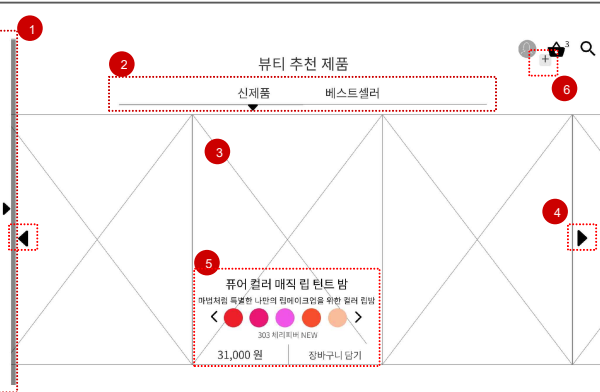 1
3
뷰티 추천 제품
2
+
신제품
베스트셀러
6
3
4
5
퓨어 컬러 매직 립 틴트 밤
마법처럼 특별한 나만의 립메이크업을 위한 컬러 립밤
303 체리피버 NEW
31,000 원
장바구니 담기